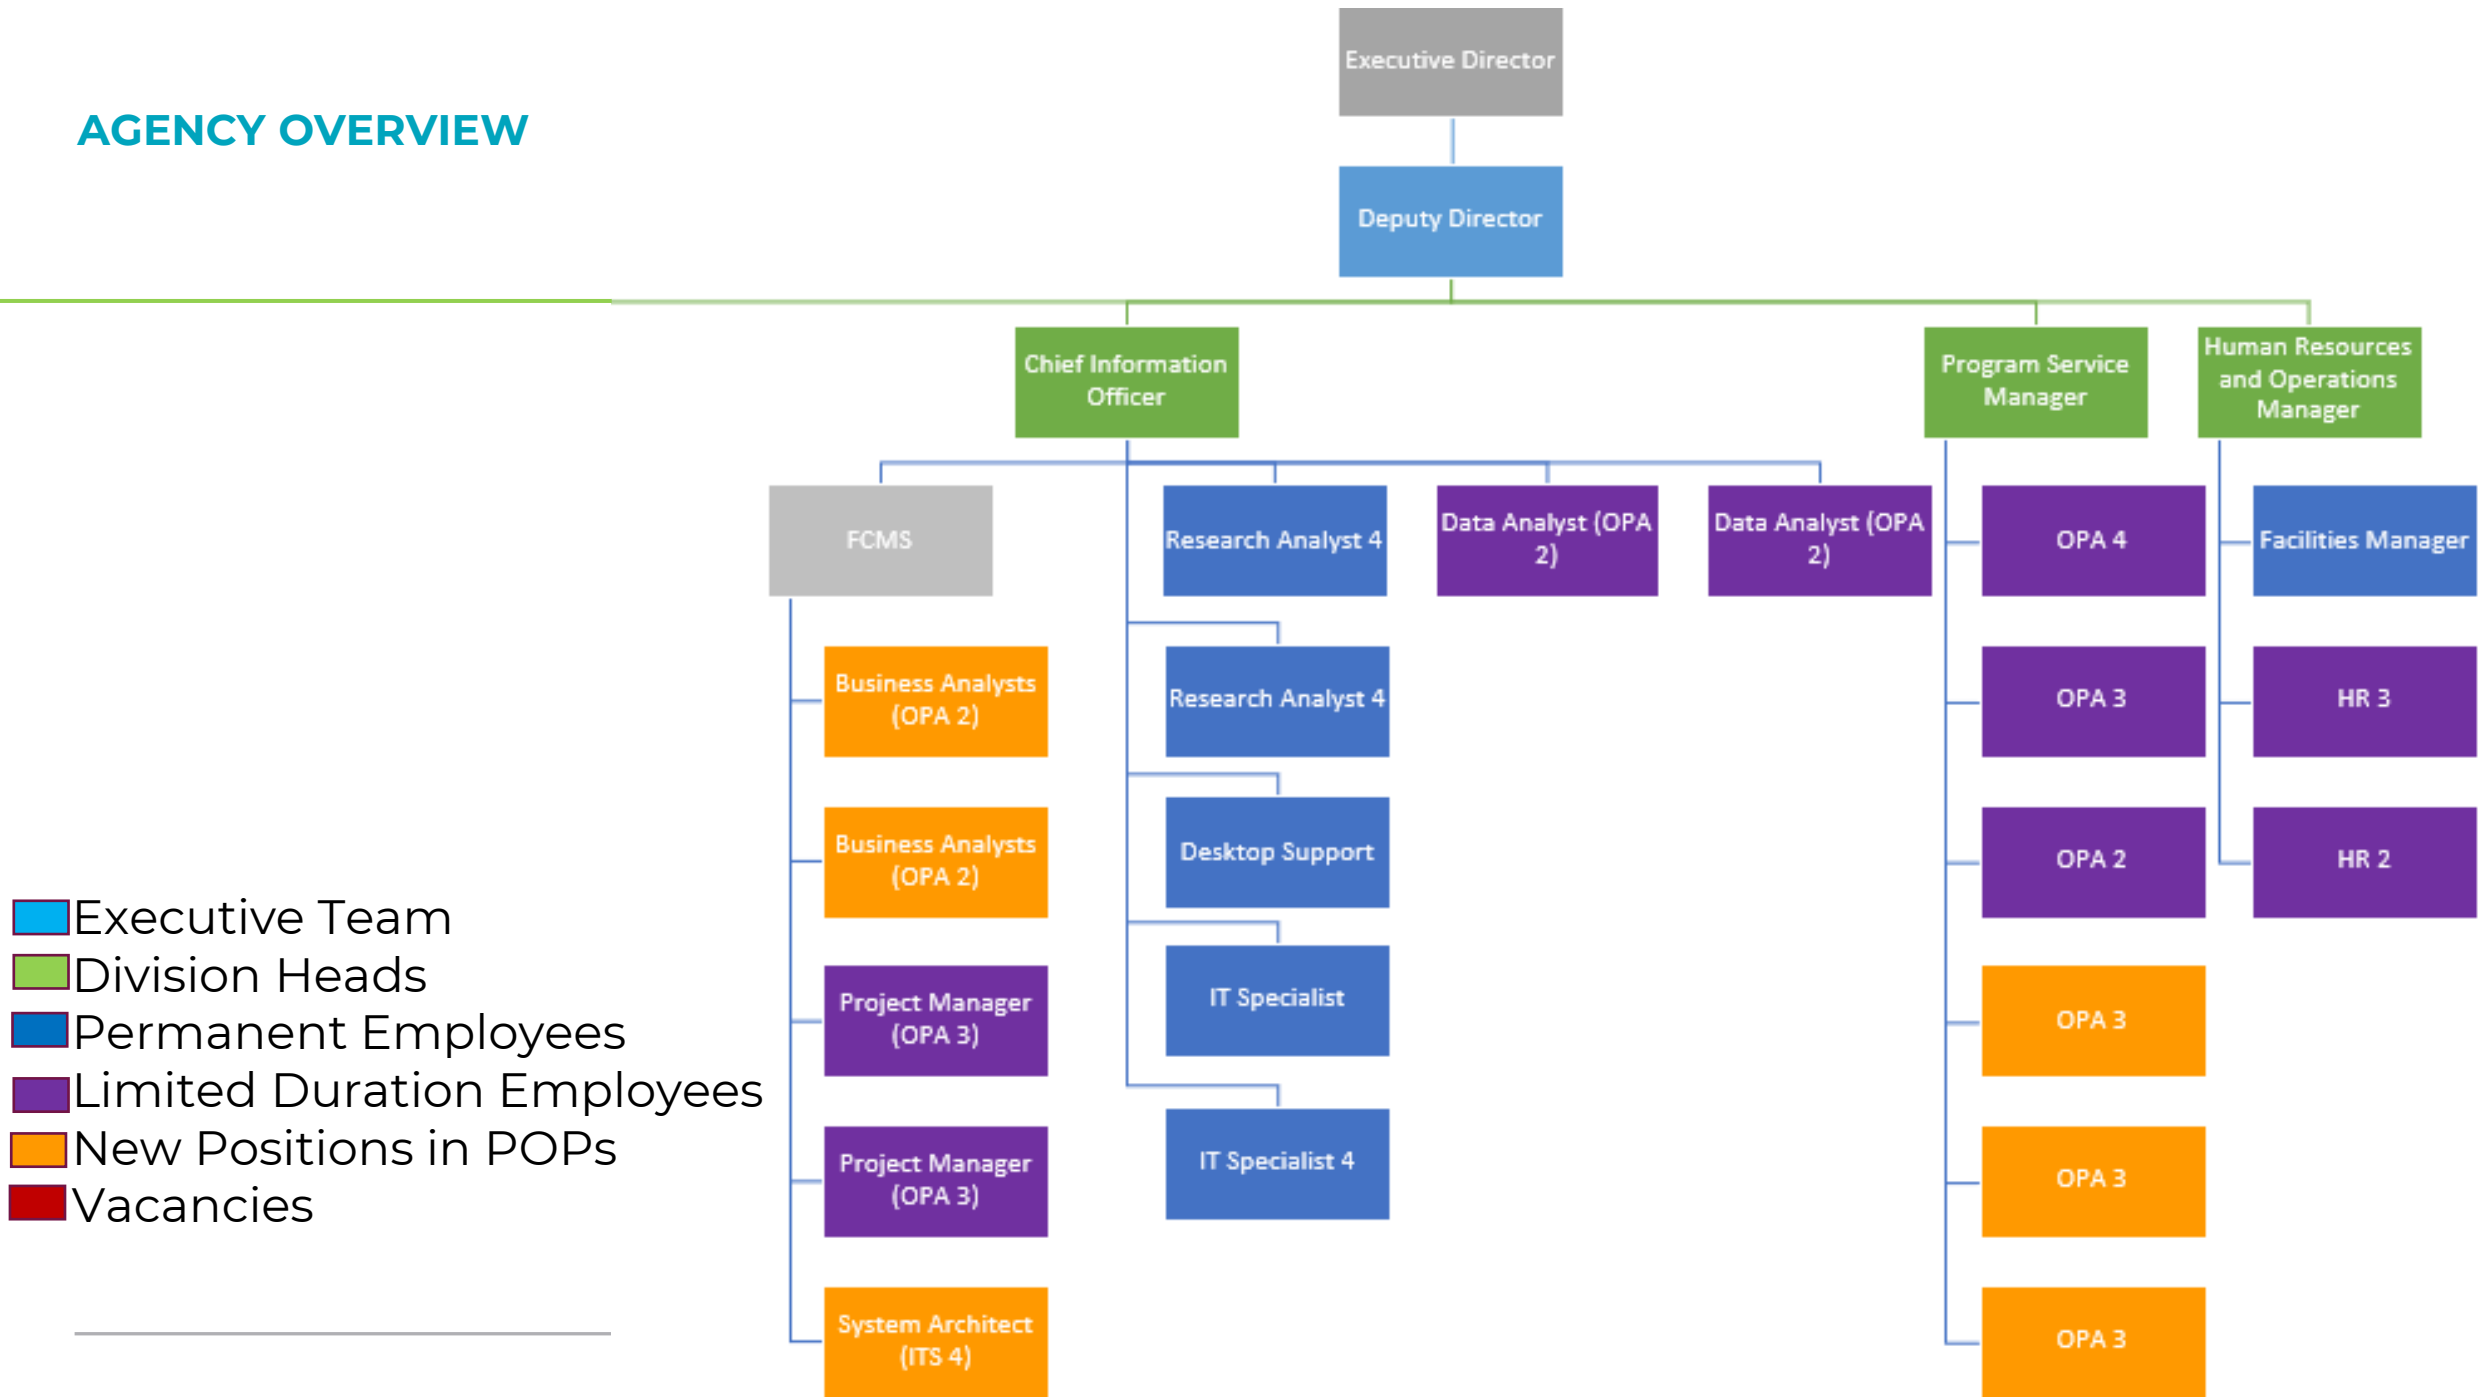 AGENCY OVERVIEW
Executive Director
Deputy Director
Chief Information
Officer
Program Service
Manager
Human Resources
and Operations
Manager
FCMS
Research Analyst 4
Data Analyst (OPA
2)
Data Analyst (OPA
2)
OPA 4
Facilities Manager
Business Analysts
(OPA 2)
Research Analyst 4
OPA 3
HR 3
Business Analysts
(OPA 2)
Desktop Support
OPA 2
HR 2
Project Manager
(OPA 3)
IT Specialist
OPA 3
Project Manager
(OPA 3)
IT Specialist 4
OPA 3
System Architect
(ITS 4)
OPA 3
Executive Team
Division Heads
Permanent Employees
Limited Duration Employees
New Positions in POPs
Vacancies